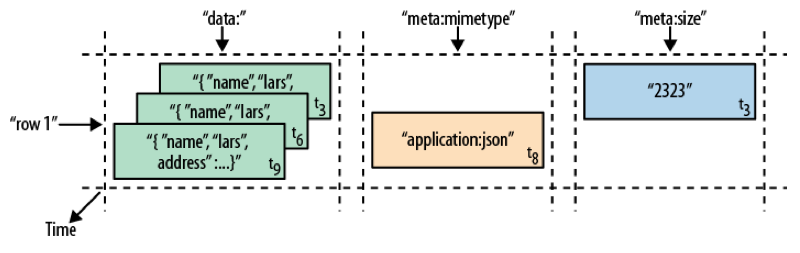 “data:” “meta:mimetype” “meta:size”
“{ ”name”, “lars”,
t3
“{ ”name”, “lars”,
t6
“{ ”name”, “lars”,
address” :...}”
t9
“row 1”
“application:json”
t8
“2323”
t3
Time